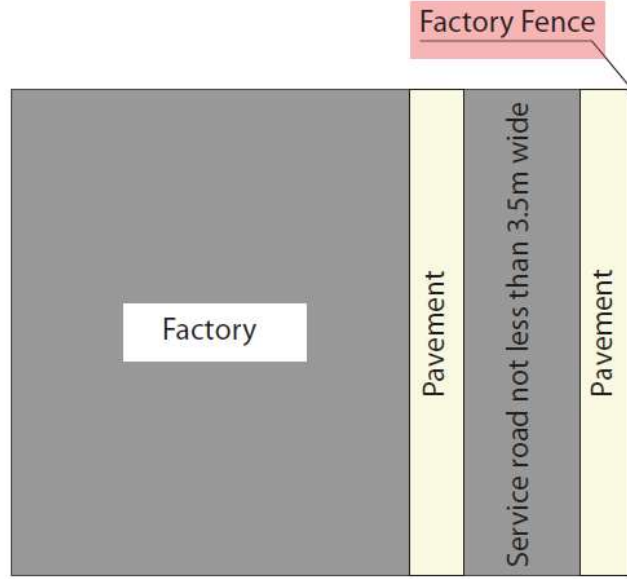 Factory Fence
Factory
Pavement
Service road not less than 3.5m wide
Pavement